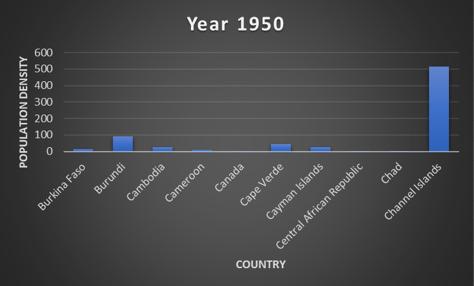 Year 1950
POPULATION DENSITY
600
500
400
300
200
100
0
Burkina Faso
Burundi
Cambodia
Cameroon
Canada
Cape Verde
Cayman Islands
Central African Republic
Chad
Channel Islands
COUNTRY